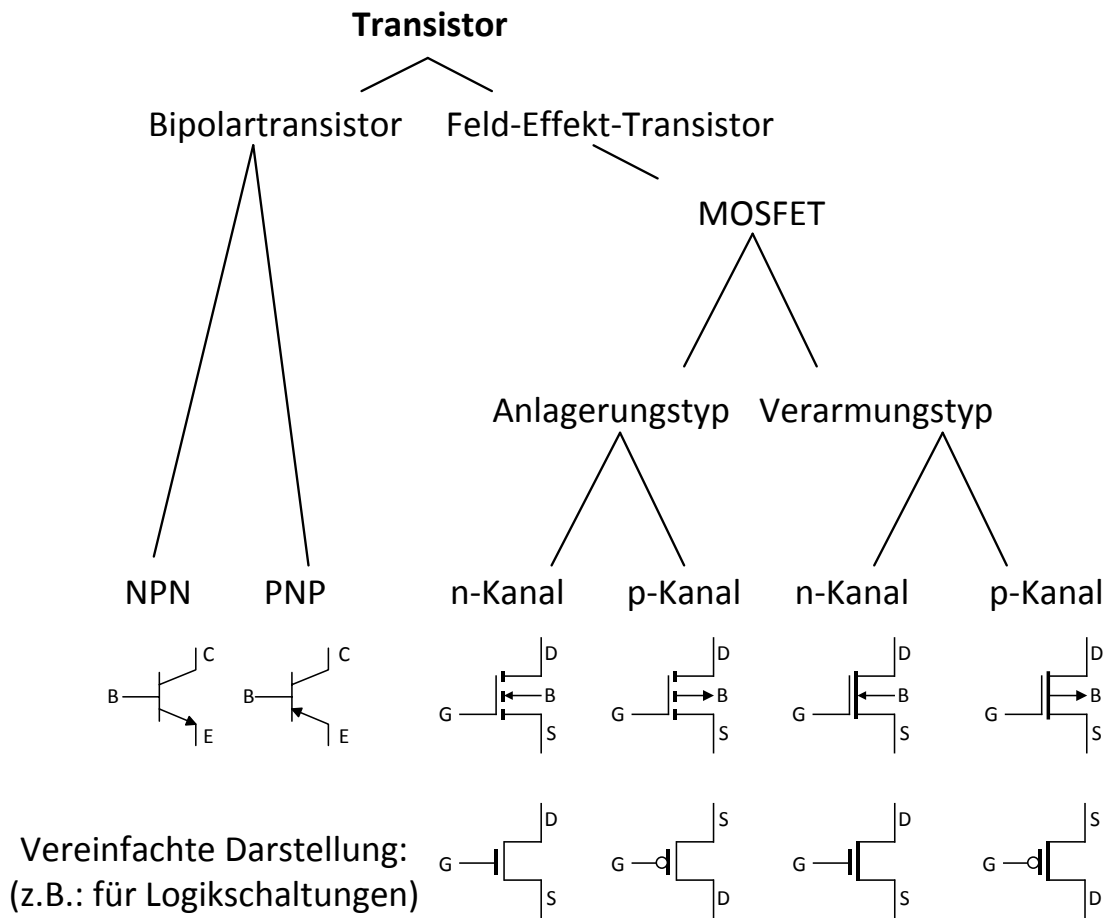 Transistor
Bipolartransistor Feld-Effekt-Transistor
MOSFET
Anlagerungstyp Verarmungstyp
NPN PNP n-Kanal p-Kanal n-Kanal p-Kanal
C C D D D D
B B B B B B
G G G G
E E S S S S
D S D S
Vereinfachte Darstellung:
G G G G
(z.B.: für Logikschaltungen)
S D S D